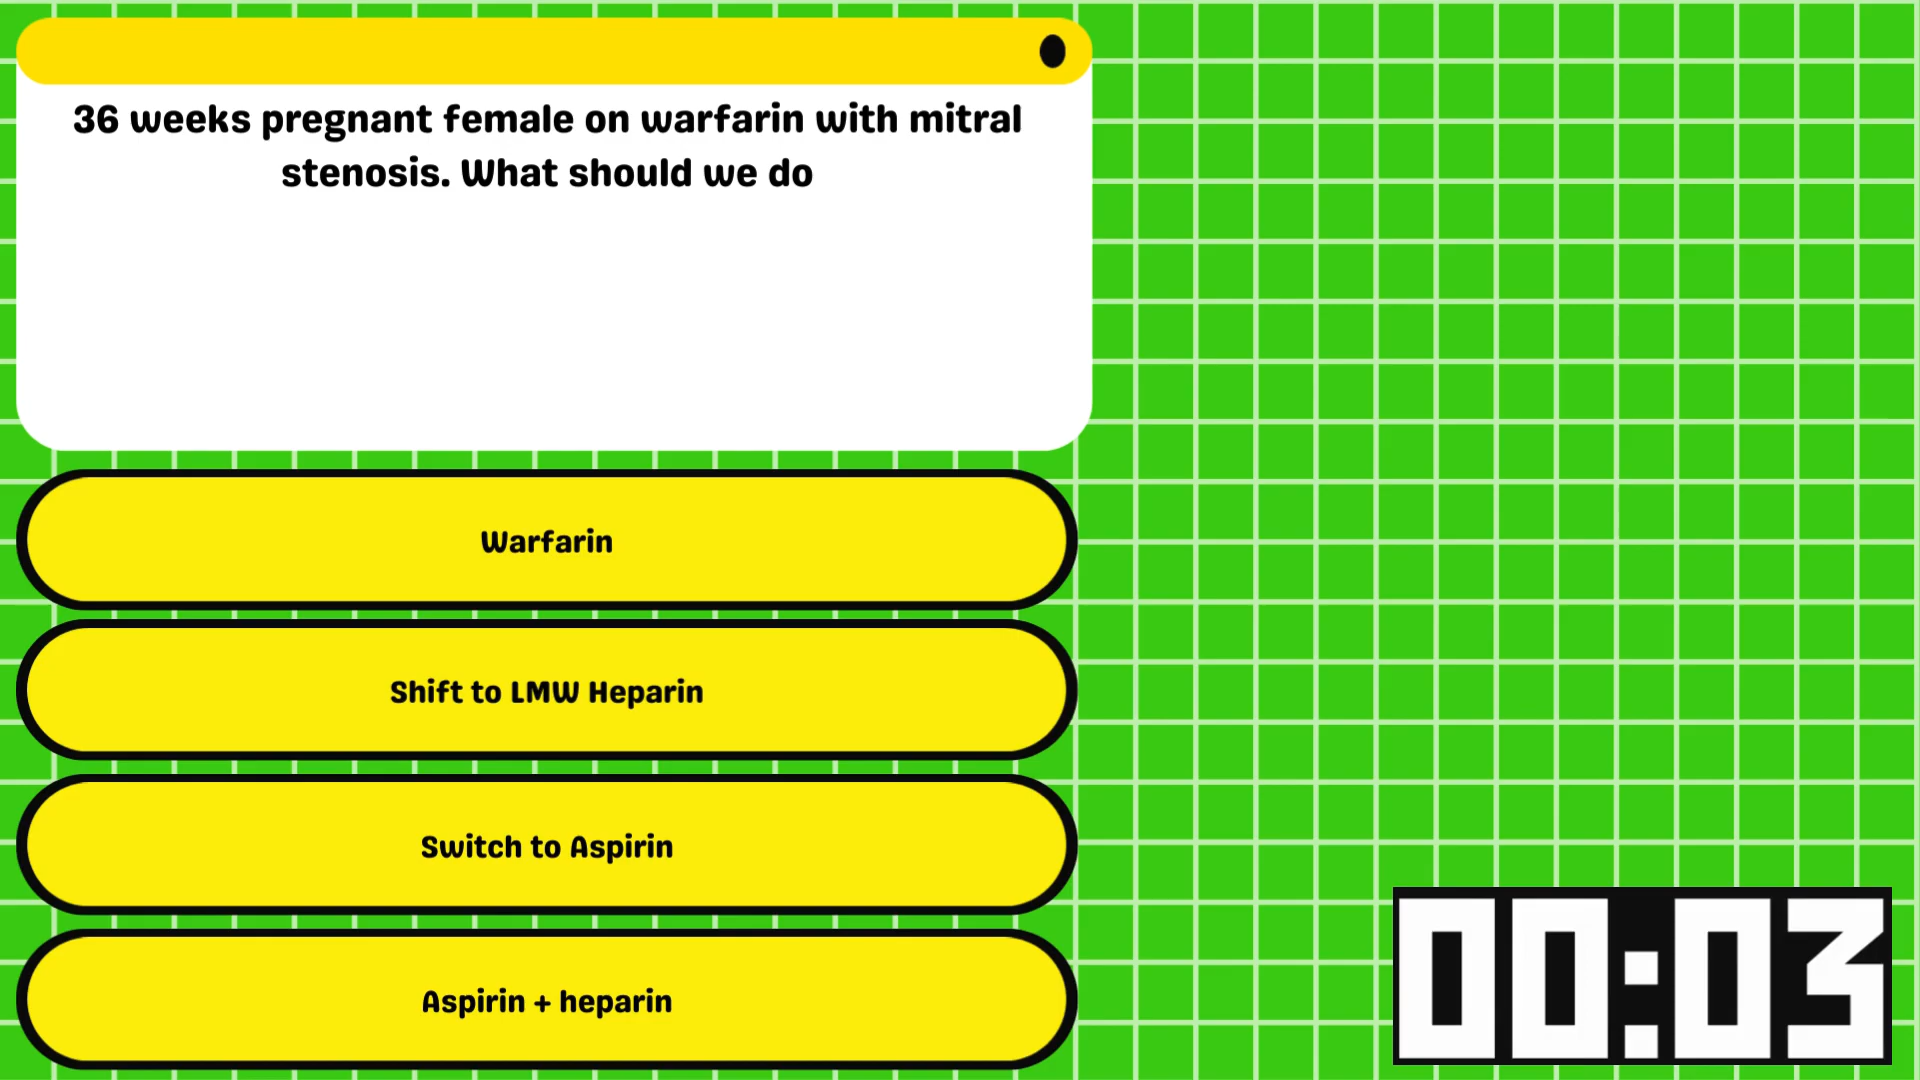 36 weeks pregnant female on warfarin with mitral
stenosis. What should we do
Warfarin
Shift to LMW Heparin
Switch to Aspirin
Aspirin + heparin
00:03